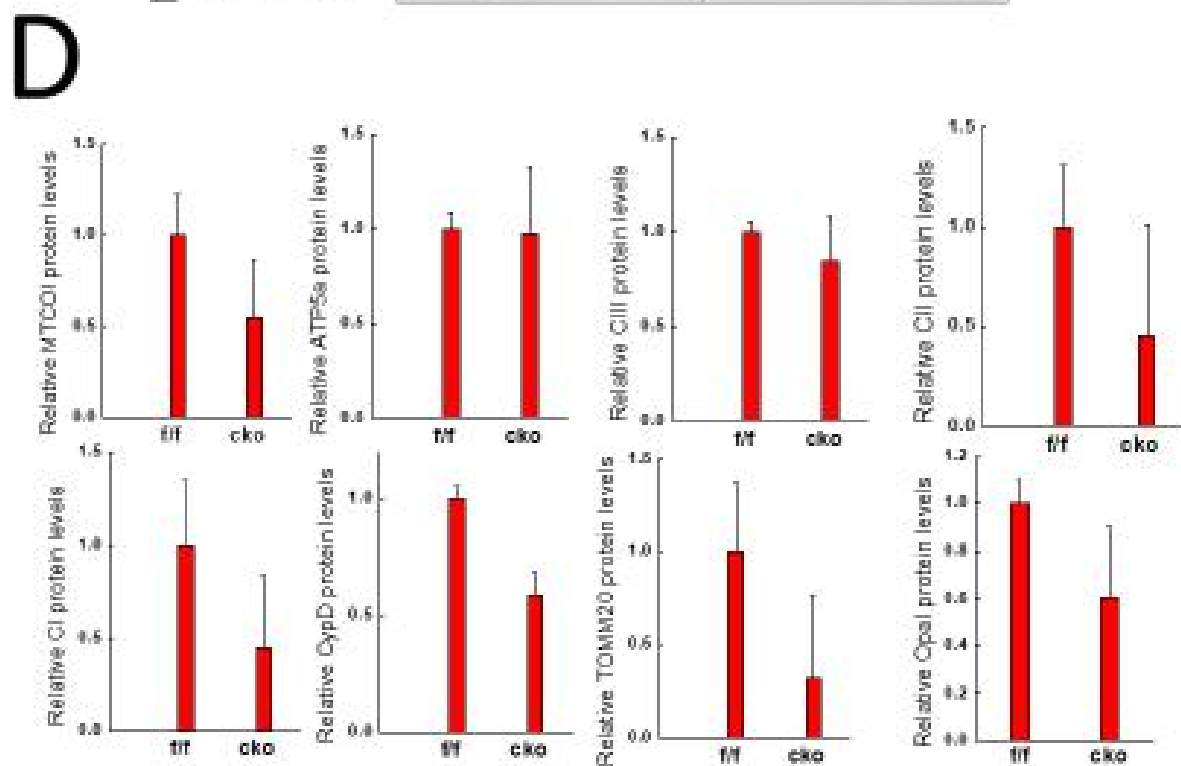 D
Relative MTCOI protein levels
1.5
1.0
0.5
0.0
f/f cko
Relative ATP5a protein levels
1.5
1.0
0.5
0.0
f/f cko
Relative CIII protein levels
1.5
1.0
0.5
0.0
f/f cko
Relative CII protein levels
1.5
1.0
0.5
0.0
f/f cko
Relative CI protein levels
1.5
1.0
0.5
0.0
f/f cko
Relative CypD protein levels
1.0
0.5
0.0
f/f cko
Relative TOMM20 protein levels
1.5
1.0
0.5
0.0
f/f cko
Relative Opal protein levels
1.2
1.0
0.8
0.6
0.4
0.2
0.0
f/f cko